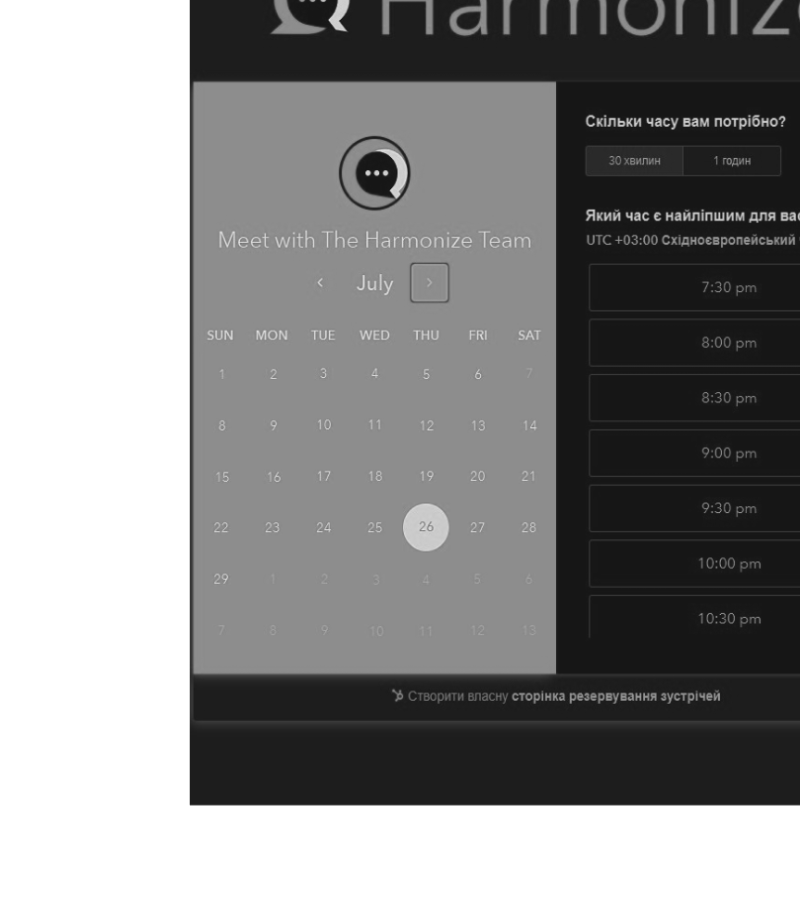 Harmoniz
Meet with The Harmonize Team
July
SUN MON TUE WED THU FRI SAT
1 2 3 4 5 6 7
8 9 10 11 12 13 14
15 16 17 18 19 20 21
22 23 24 25 26 27 28
29 1 2 3 4 5 6
7 8 9 10 11 12 13
Скільки часу вам потрібно?
30 хвилин 1 годин
Який час є найліпшим для вас
UTC +03:00 Східноєвропейський
7:30 pm
8:00 pm
8:30 pm
9:00 pm
9:30 pm
10:00 pm
10:30 pm
Створити власну сторінка резервування зустрічей